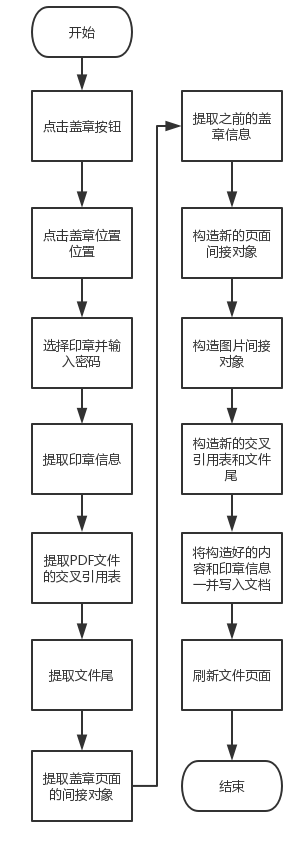 开始
点击盖章按钮
点击盖章位置
位置
选择印章并输
入密码
提取印章信息
提取PDF文件
的交叉引用表
提取文件尾
提取盖章页面
的间接对象
提取之前的盖
章信息
构造新的页面
间接对象
构造图片间接
对象
构造新的交叉
引用表和文件
尾
将构造好的内
容和印章信息
一并写入文档
刷新文件页面
结束